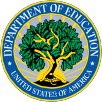 DEPARTMENT OF EDUCATION
UNITED STATES OF AMERICA